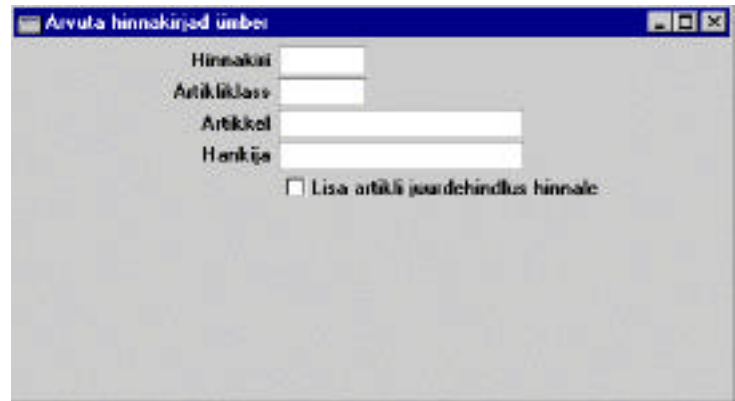 Arvuta hinnakirjad ümber
Hinnakiri
Artikliklass
Artikkel
Hankija
Lisa artikli juurdehindlus hinnale